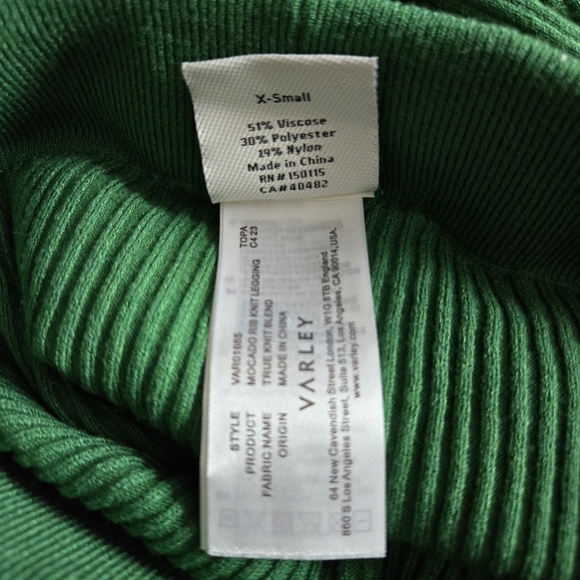 X-Small
51% Viscose
30% Polyester
19% Nylon
Made in China
RN# 150115
CA# 40482
STYLE VAR01665 TOPA
PRODUCT MOCADO RIB KNIT LEGGING C4 23
FABRIC NAME TRUE KNIT BLEND
ORIGIN MADE IN CHINA
VARLEY
64 New Cavendish Street London, W1G 8TB England
860 S Los Angeles Street, Suite 513, Los Angeles, CA 90014, USA.
www.varley.com